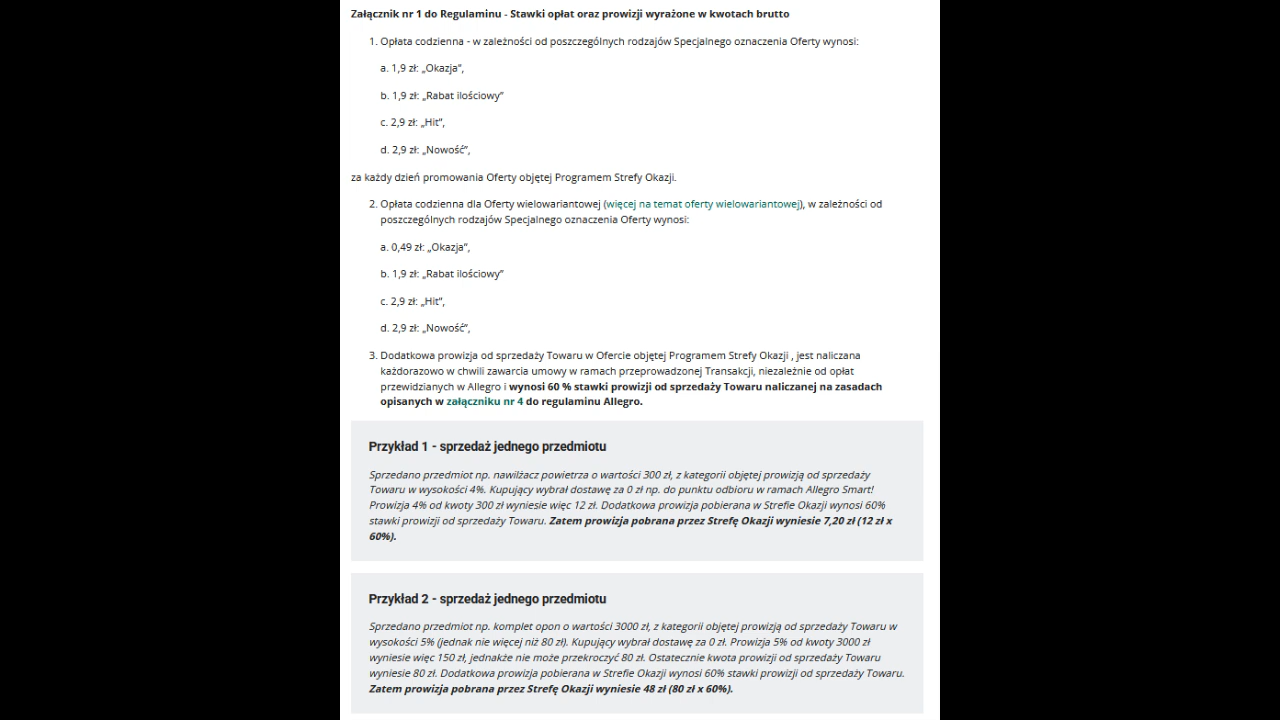 Załącznik nr 1 do Regulaminu - Stawki opłat oraz prowizji wyrażone w kwotach brutto
1. Opłata codzienna - w zależności od poszczególnych rodzajów Specjalnego oznaczenia Oferty wynosi:
a. 1,9 zł: „Okazja”,
b. 1,9 zł: „Rabat ilościowy”
c. 2,9 zł: „Hit”,
d. 2,9 zł: „Nowość”,
za każdy dzień promowania Oferty objętej Programem Strefy Okazji.
2. Opłata codzienna dla Oferty wielowariantowej (więcej na temat oferty wielowariantowej), w zależności od
poszczególnych rodzajów Specjalnego oznaczenia Oferty wynosi:
a. 0,49 zł: „Okazja”,
b. 1,9 zł: „Rabat ilościowy”
c. 2,9 zł: „Hit”,
d. 2,9 zł: „Nowość”,
3. Dodatkowa prowizja od sprzedaży Towaru w Ofercie objętej Programem Strefy Okazji , jest naliczana
każdorazowo w chwili zawarcia umowy w ramach przeprowadzonej Transakcji, niezależnie od opłat
przewidzianych w Allegro i wynosi 60 % stawki prowizji od sprzedaży Towaru naliczanej na zasadach
opisanych w załączniku nr 4 do regulaminu Allegro.
Przykład 1 - sprzedaż jednego przedmiotu
Sprzedano przedmiot np. nawilżacz powietrza o wartości 300 zł, z kategorii objętej prowizją od sprzedaży
Towaru w wysokości 4%. Kupujący wybrał dostawę za 0 zł np. do punktu odbioru w ramach Allegro Smart!
Prowizja 4% od kwoty 300 zł wyniesie więc 12 zł. Dodatkowa prowizja pobierana w Strefie Okazji wynosi 60%
stawki prowizji od sprzedaży Towaru. Zatem prowizja pobrana przez Strefę Okazji wyniesie 7,20 zł (12 zł x
60%).
Przykład 2 - sprzedaż jednego przedmiotu
Sprzedano przedmiot np. komplet opon o wartości 3000 zł, z kategorii objętej prowizją od sprzedaży Towaru w
wysokości 5% (jednak nie więcej niż 80 zł). Kupujący wybrał dostawę za 0 zł. Prowizja 5% od kwoty 3000 zł
wyniesie więc 150 zł, jednakże nie może przekroczyć 80 zł. Ostatecznie kwota prowizji od sprzedaży Towaru
wyniesie 80 zł. Dodatkowa prowizja pobierana w Strefie Okazji wynosi 60% stawki prowizji od sprzedaży Towaru.
Zatem prowizja pobrana przez Strefę Okazji wyniesie 48 zł (80 zł x 60%).